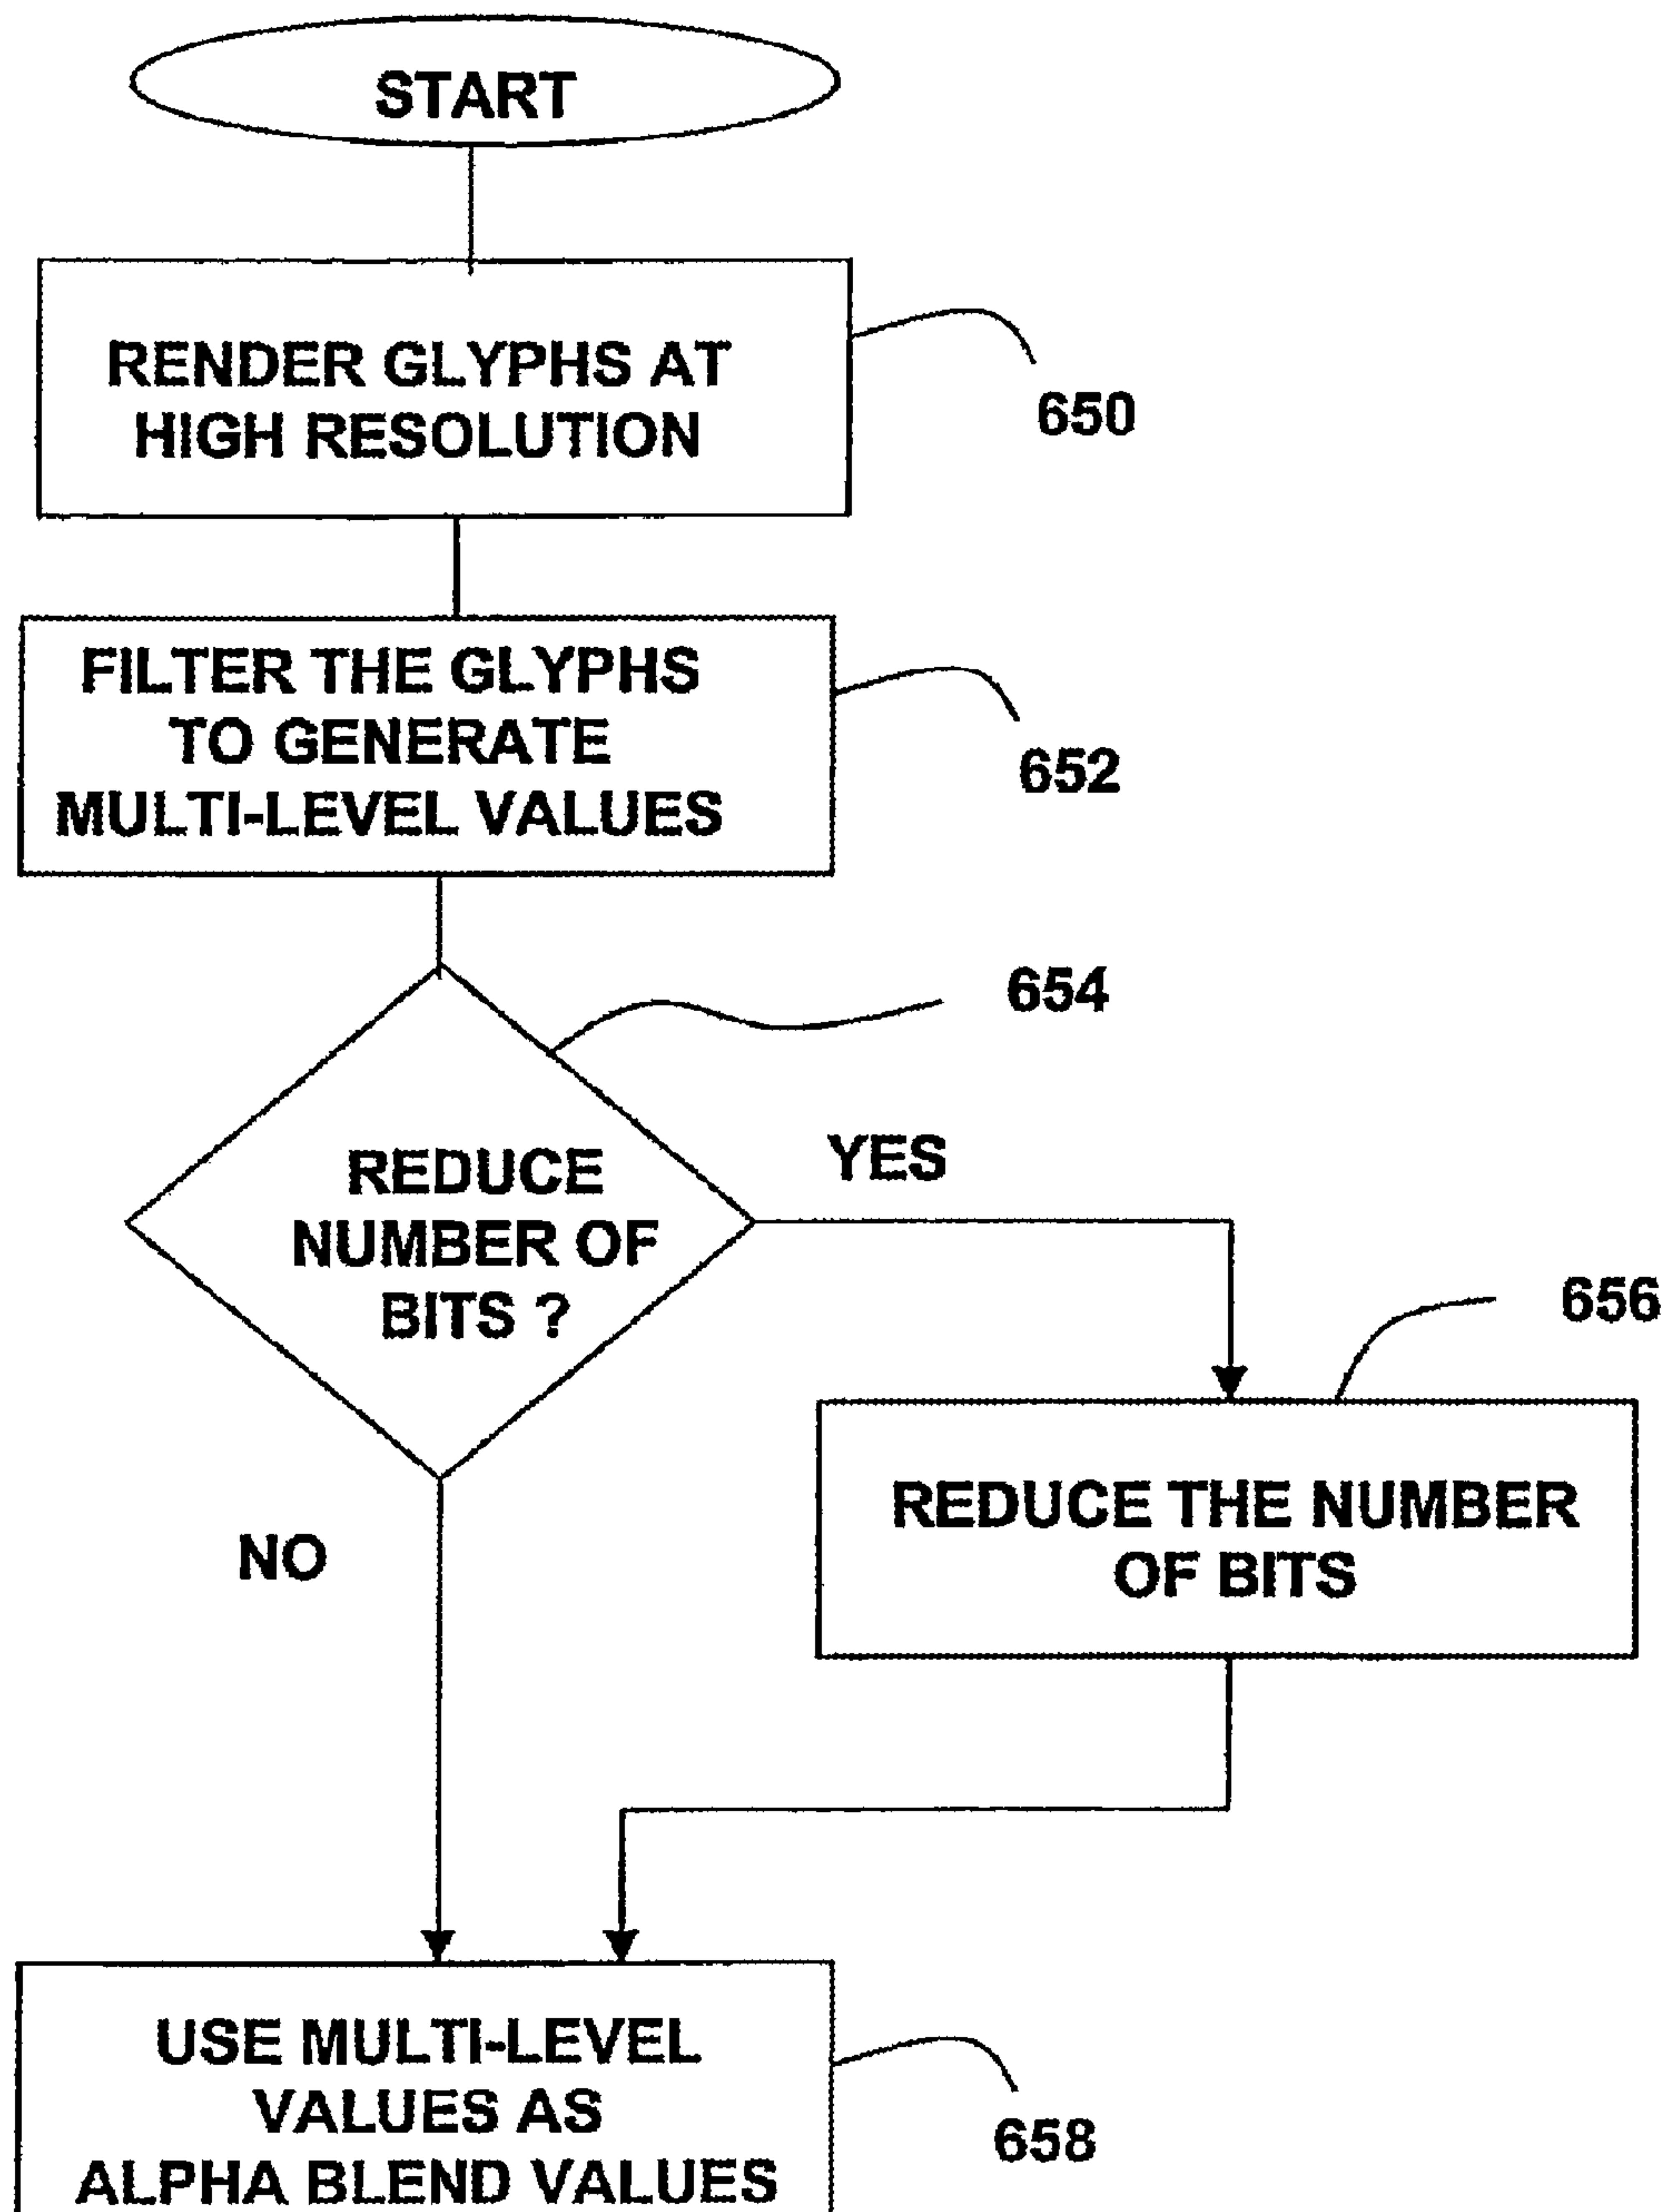 START
RENDER GLYPHS AT
HIGH RESOLUTION
650
FILTER THE GLYPHS
TO GENERATE
MULTI-LEVEL VALUES
652
654
REDUCE
NUMBER OF
BITS ?
YES
656
REDUCE THE NUMBER
OF BITS
NO
USE MULTI-LEVEL
VALUES AS
ALPHA BLEND VALUES
658